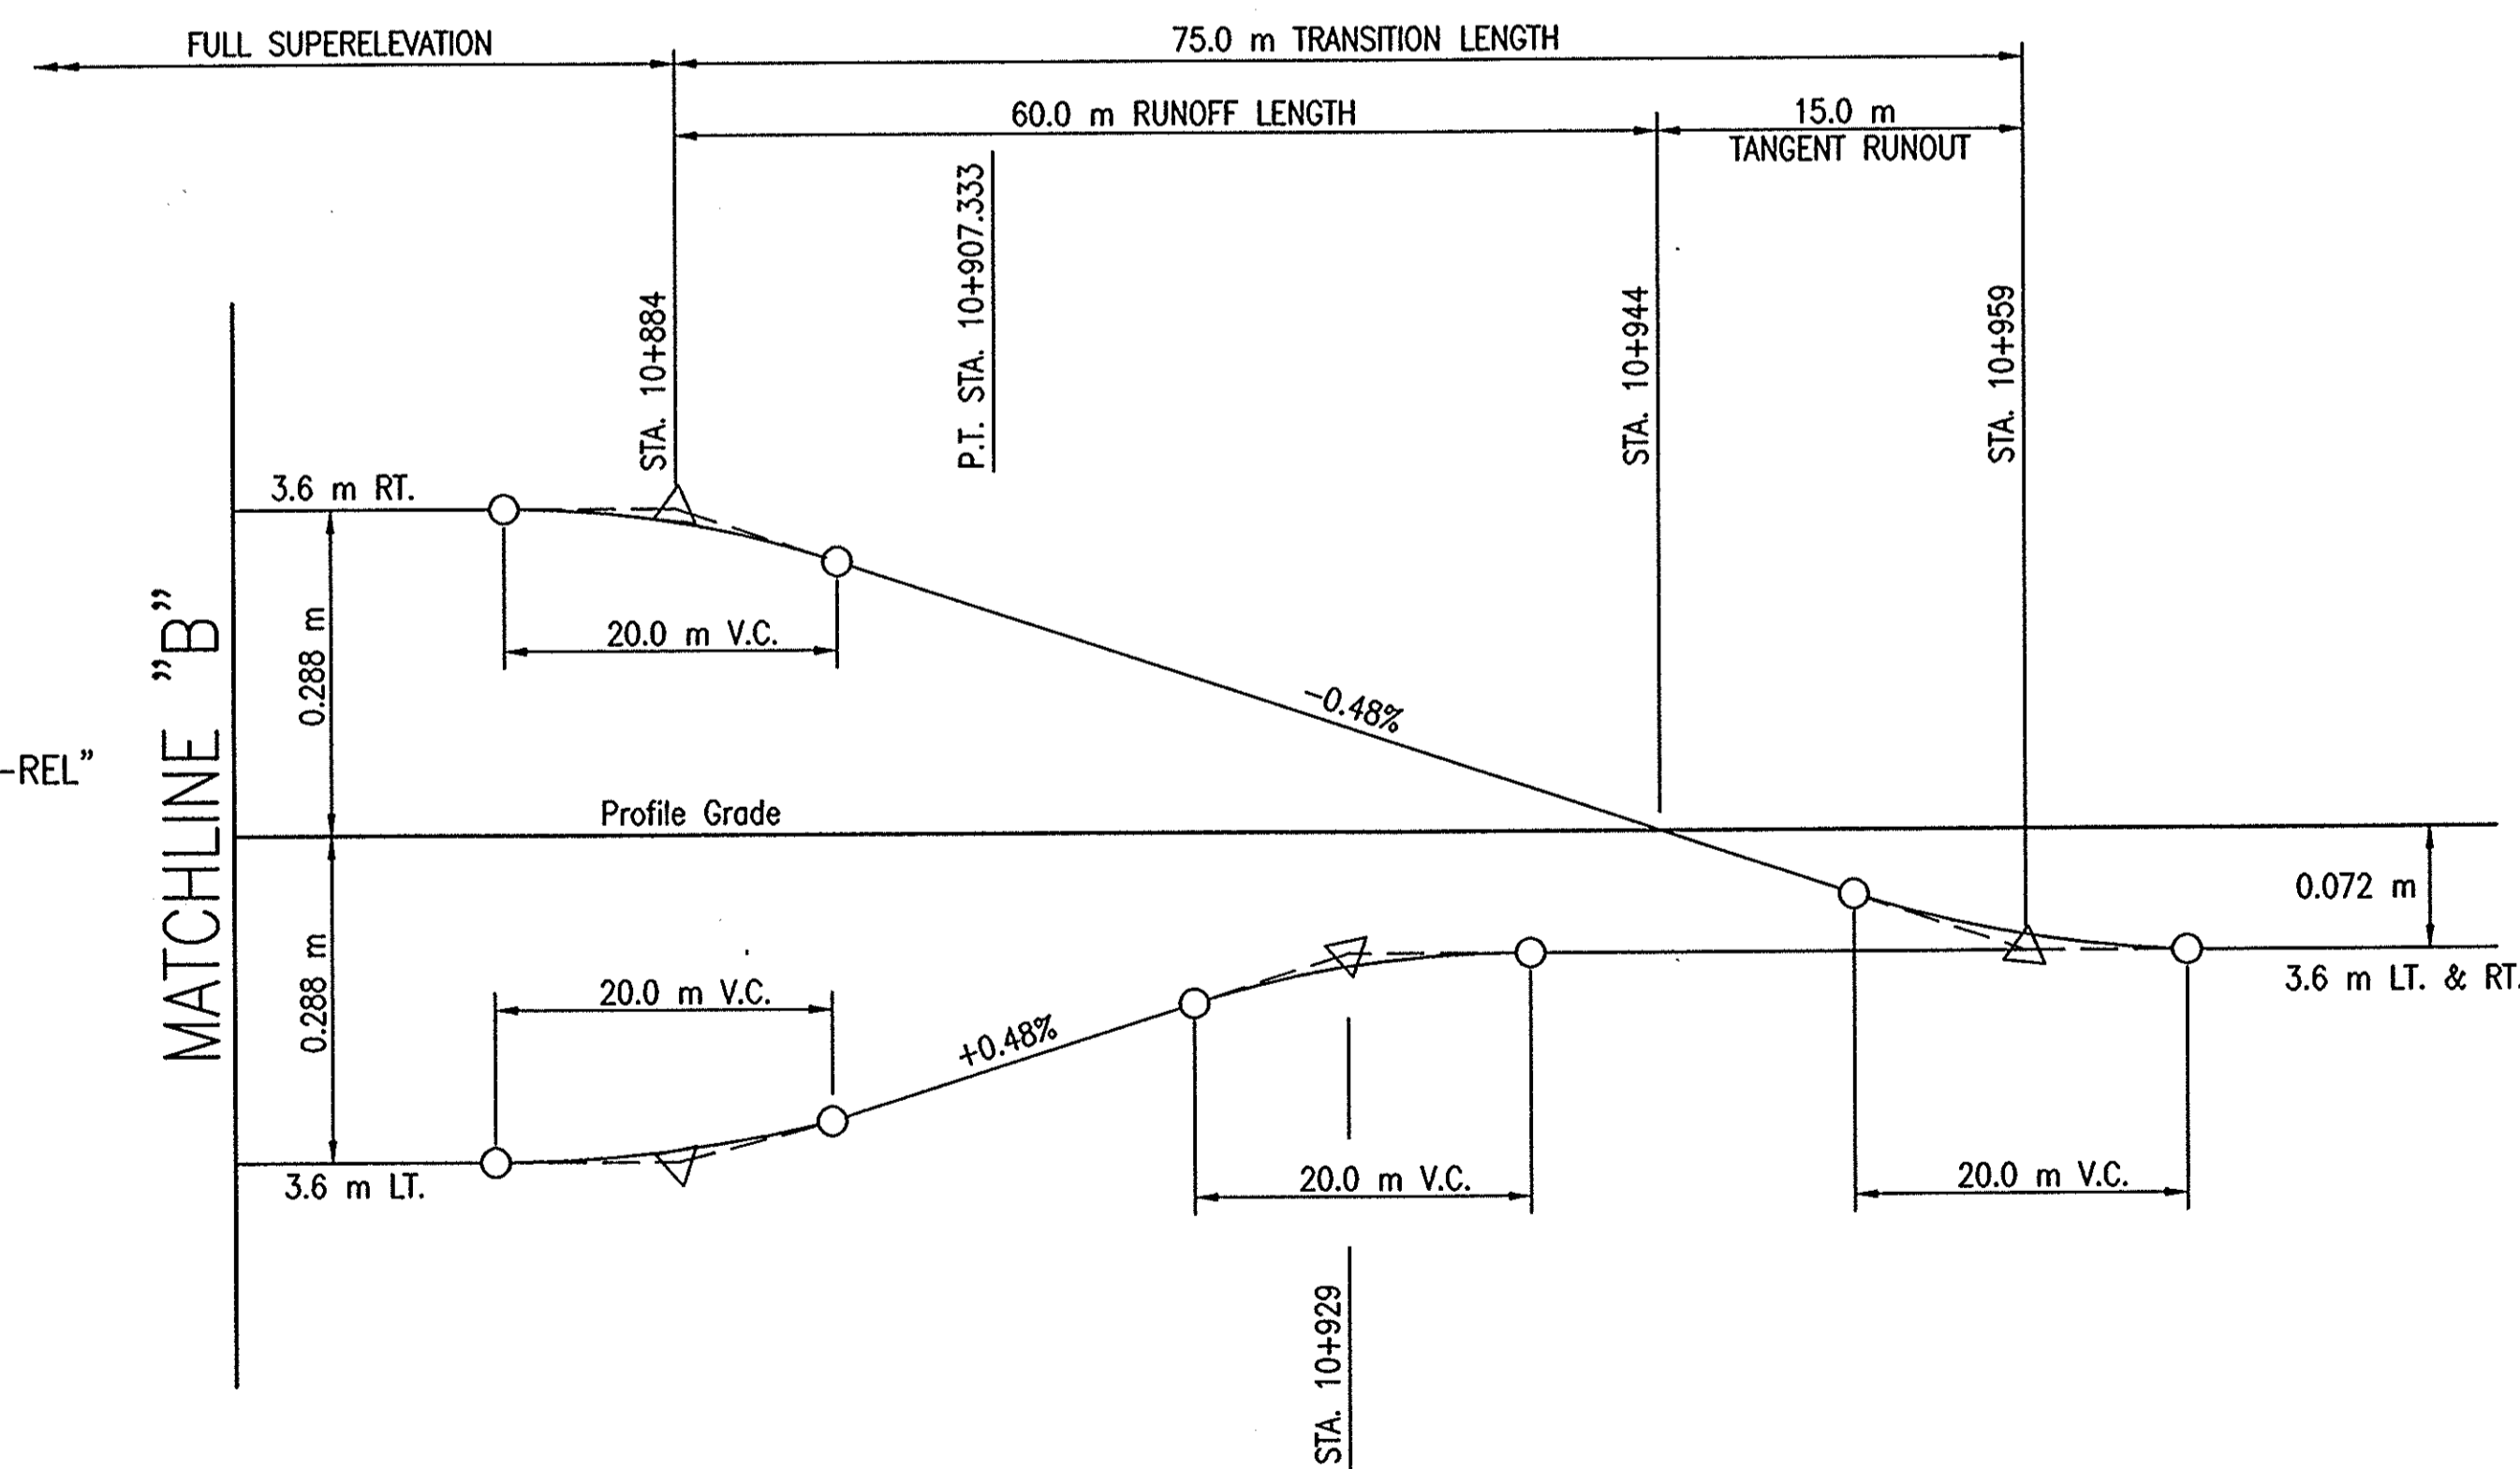 FULL SUPERELEVATION
75.0 m TRANSITION LENGTH
60.0 m RUNOFF LENGTH
15.0 m
TANGENT RUNOUT
STA. 10+884
P.T. STA. 10+907.333
STA. 10+944
STA. 10+959
3.6 m RT.
0.288 m
20.0 m V.C.
-0.48%
MATCHLINE "B"
-REL"
Profile Grade
0.072 m
0.288 m
20.0 m V.C.
+0.48%
3.6 m LT. & RT.
3.6 m LT.
20.0 m V.C.
20.0 m V.C.
STA. 10+929